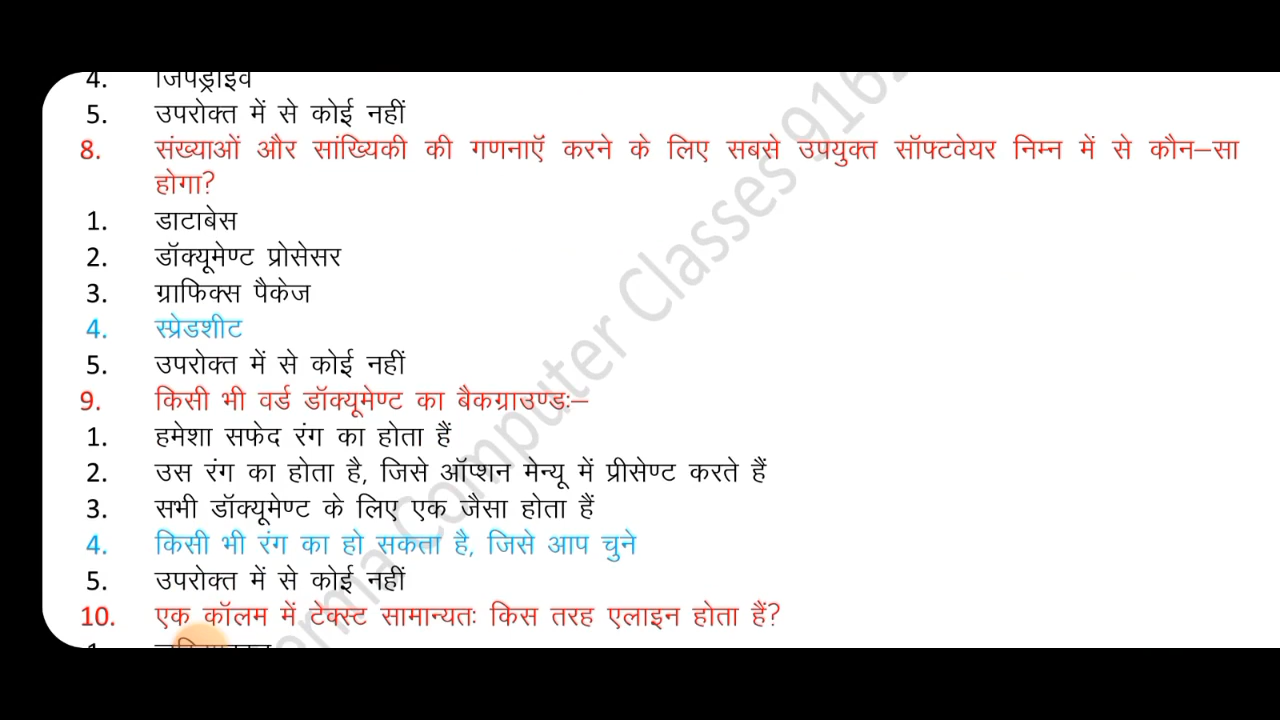 4. जिपड्राइव
5. उपरोक्त में से कोई नहीं
8. संख्याओं और सांख्यिकी की गणनाऍ करने के लिए सबसे उपयुक्त सॉफ्टवेयर निम्न में से कौन–सा
होगा?
1. डाटाबेस
2. डॉक्यूमेण्ट प्रोसेसर
3. ग्राफिक्स पैकेज
4. स्प्रेडशीट
5. उपरोक्त में से कोई नहीं
9. किसी भी वर्ड डॉक्यूमेण्ट का बैकग्राउण्डः–
1. हमेशा सफेद रंग का होता हैं
2. उस रंग का होता है, जिसे ऑप्शन मेन्यू में प्रीसेण्ट करते हैं
3. सभी डॉक्यूमेण्ट के लिए एक जैसा होता हैं
4. किसी भी रंग का हो सकता है, जिसे आप चुने
5. उपरोक्त में से कोई नहीं
10. एक कॉलम में टेक्स्ट सामान्यतः किस तरह एलाइन होता हैं?
1.
Computer Classes